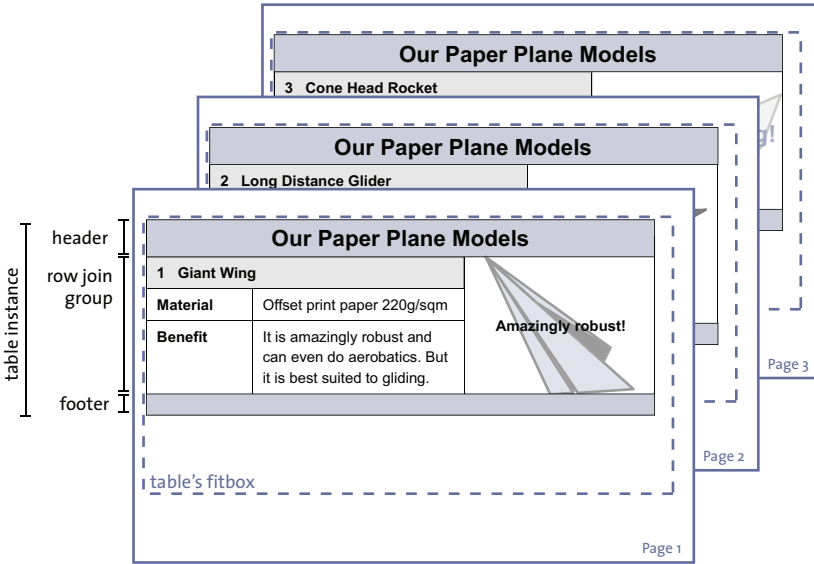 Our Paper Plane Models
3 Cone Head Rocket
g!
Page 3
Our Paper Plane Models
2 Long Distance Glider
Page 2
table instance
header
row join
group
footer
Our Paper Plane Models
1 Giant Wing
Material Offset print paper 220g/sqm
Benefit It is amazingly robust and
can even do aerobatics. But
it is best suited to gliding.
Amazingly robust!
table's fitbox
Page 1